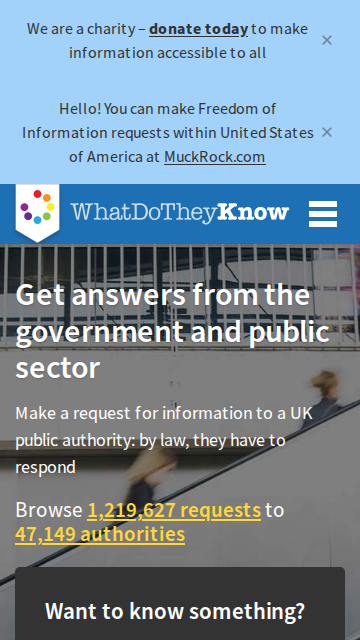 We are a charity – donate today to make
information accessible to all
×
Hello! You can make Freedom of
Information requests within United States
of America at MuckRock.com
×
WhatDoTheyKnow
Get answers from the
government and public
sector
Make a request for information to a UK
public authority: by law, they have to
respond
Browse 1,219,627 requests to
47,149 authorities
Want to know something?